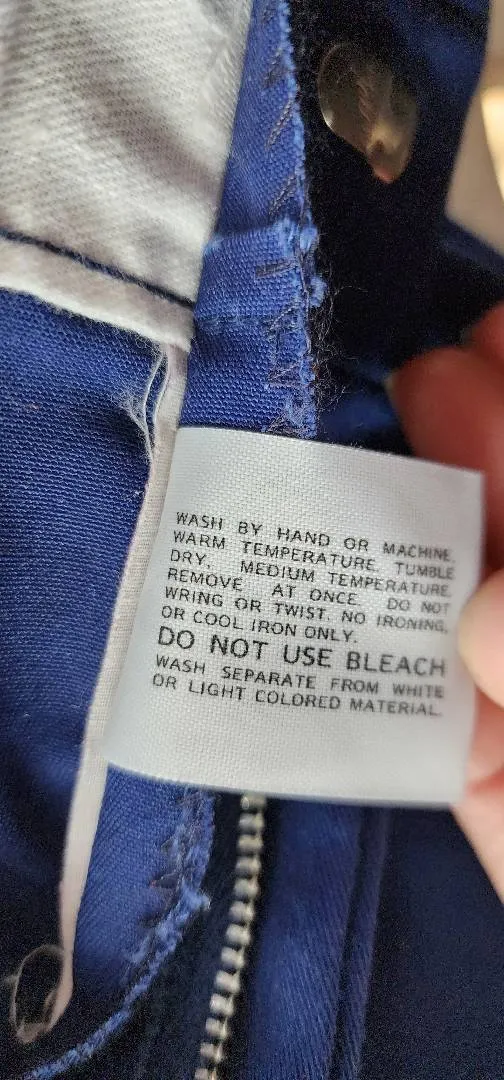 WASH BY HAND OR MACHINE,
WARM TEMPERATURE. TUMBLE
DRY. MEDIUM TEMPERATURE.
REMOVE AT ONCE. DO NOT
WRING OR TWIST. NO IRONING,
OR COOL IRON ONLY.
DO NOT USE BLEACH
WASH SEPARATE FROM WHITE
OR LIGHT COLORED MATERIAL.